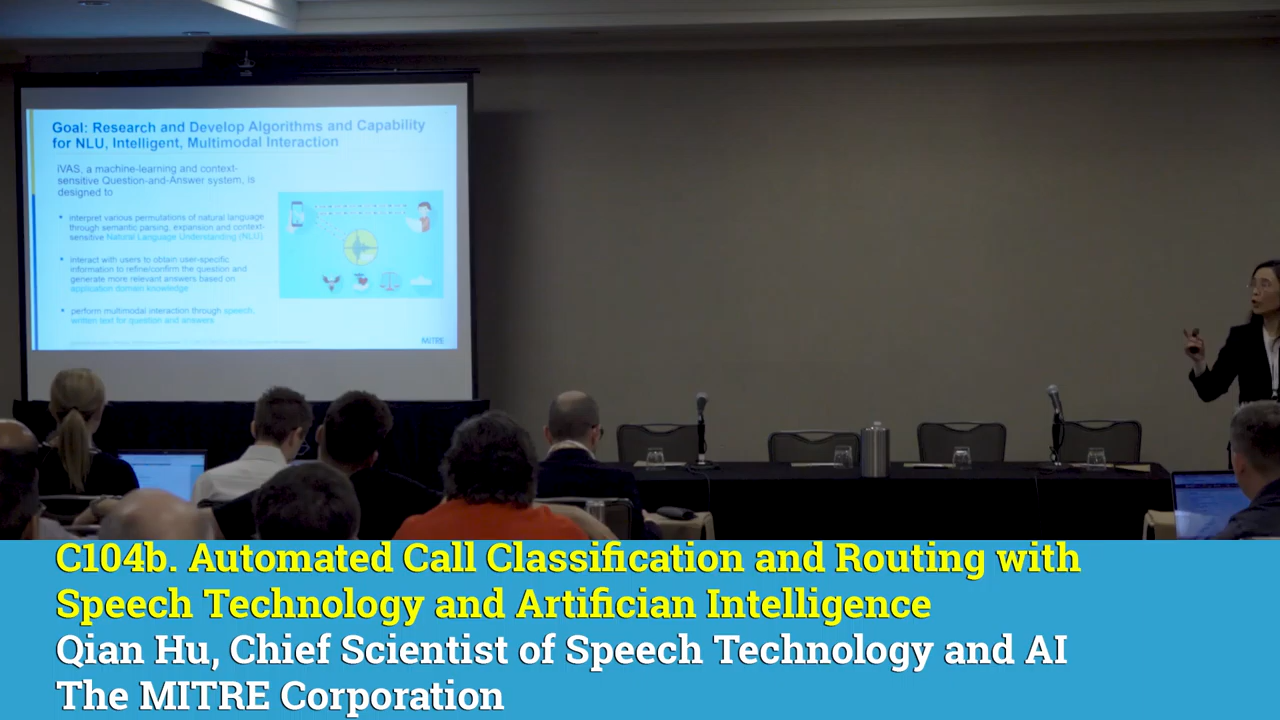 Goal: Research and Develop Algorithms and Capability
for NLU, Intelligent, Multimodal Interaction
iVAS, a machine-learning and context-
sensitive Question-and-Answer system, is
designed to
interpret various permutations of natural language
through semantic parsing, expansion and context-
sensitive Natural Language Understanding (NLU)
interact with users to obtain user-specific
information to refine/confirm the question and
generate more relevant answers based on
application domain knowledge
perform multimodal interaction through speech,
written text for question and answers
MITRE
C104b. Automated Call Classification and Routing with
Speech Technology and Artifician Intelligence
Qian Hu, Chief Scientist of Speech Technology and AI
The MITRE Corporation